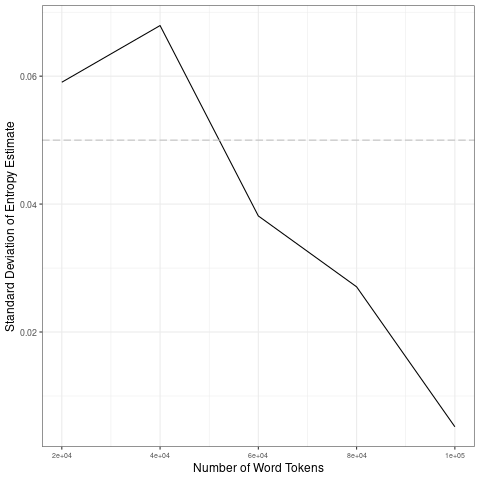 Standard Deviation of Entropy Estimate
0.06
0.04
0.02
2e+04 4e+04 6e+04 8e+04 1e+05
Number of Word Tokens